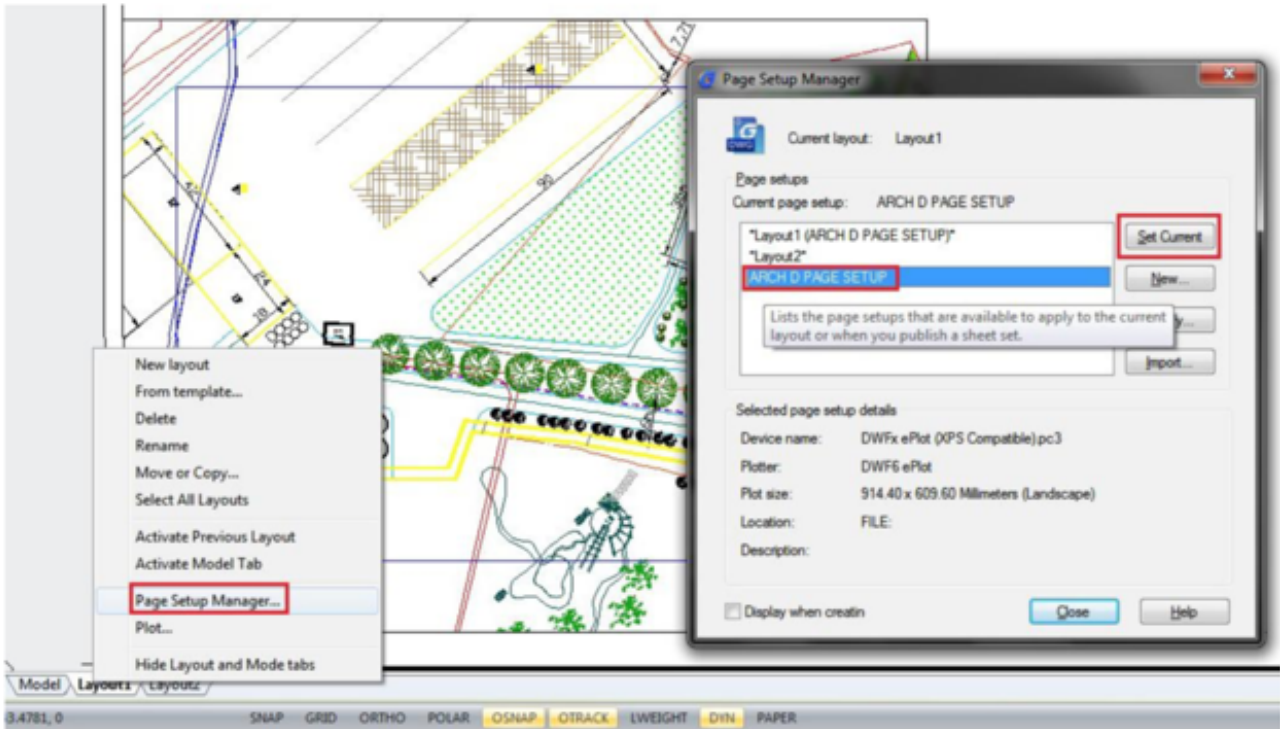 7.71
90
24
10
New layout
From template...
Delete
Rename
Move or Copy...
Select All Layouts
Activate Previous Layout
Activate Model Tab
Page Setup Manager...
Plot...
Hide Layout and Mode tabs
Page Setup Manager
DWG
Current layout: Layout1
Page setups
Current page setup: ARCH D PAGE SETUP
"Layout1 (ARCH D PAGE SETUP)"
"Layout2"
ARCH D PAGE SETUP
Set Current
New...
Lists the page setups that are available to apply to the current
layout or when you publish a sheet set.
Import...
Selected page setup details
Device name: DWFx ePlot (XPS Compatible).pc3
Plotter: DWF6 ePlot
Plot size: 914.40 x 609.60 Millimeters (Landscape)
Location: FILE:
Description:
Display when creatin
Close
Help
Model Layout1 Layout2
3.4781, 0 SNAP GRID ORTHO POLAR OSNAP OTRACK LWEIGHT DYN PAPER